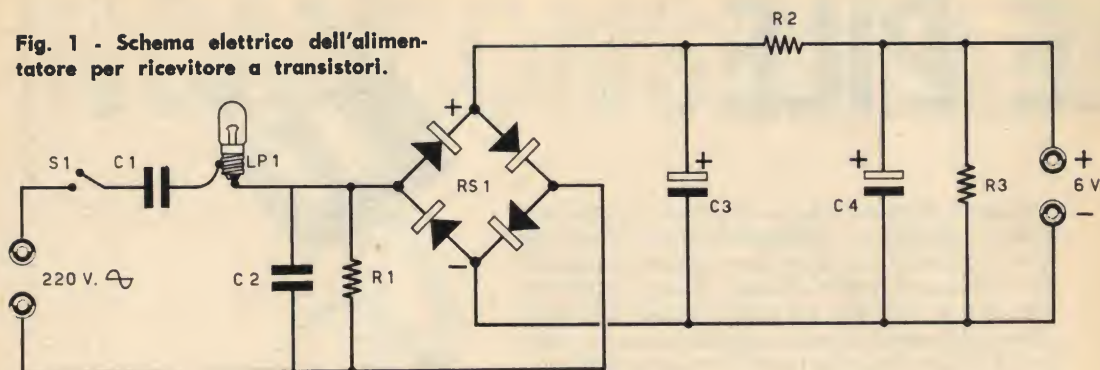 Fig. 1 - Schema elettrico dell'alimen-
tatore per ricevitore a transistori.
R2
S1
C1
LP1
+
RS1
-
+
C3
+
C4
R3
+
6 V
-
220 V.
C2
R1